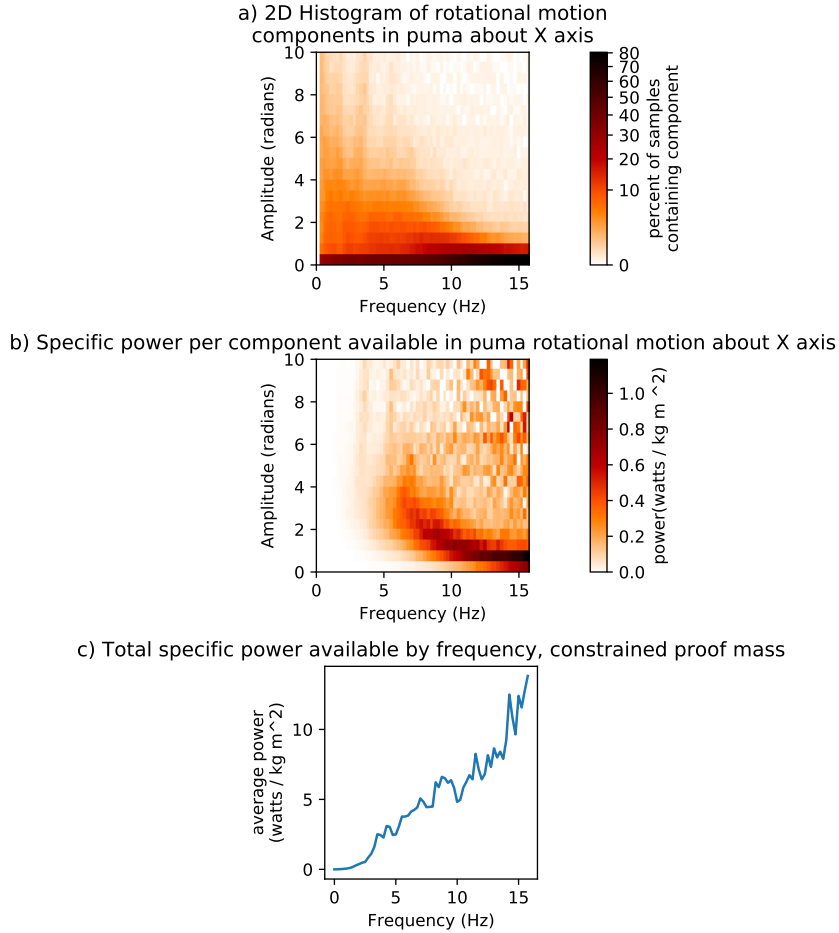 a) 2D Histogram of rotational motion
components in puma about X axis
10
8
6
4
2
0
Amplitude (radians)
0 5 10 15
Frequency (Hz)
80
70
60
50
40
30
20
10
0
percent of samples
containing component
b) Specific power per component available in puma rotational motion about X axis
10
8
6
4
2
0
Amplitude (radians)
0 5 10 15
Frequency (Hz)
1.0
0.8
0.6
0.4
0.2
0.0
power(watts / kg m ^2)
c) Total specific power available by frequency, constrained proof mass
10
5
0
average power
(watts / kg m^2)
0 5 10 15
Frequency (Hz)